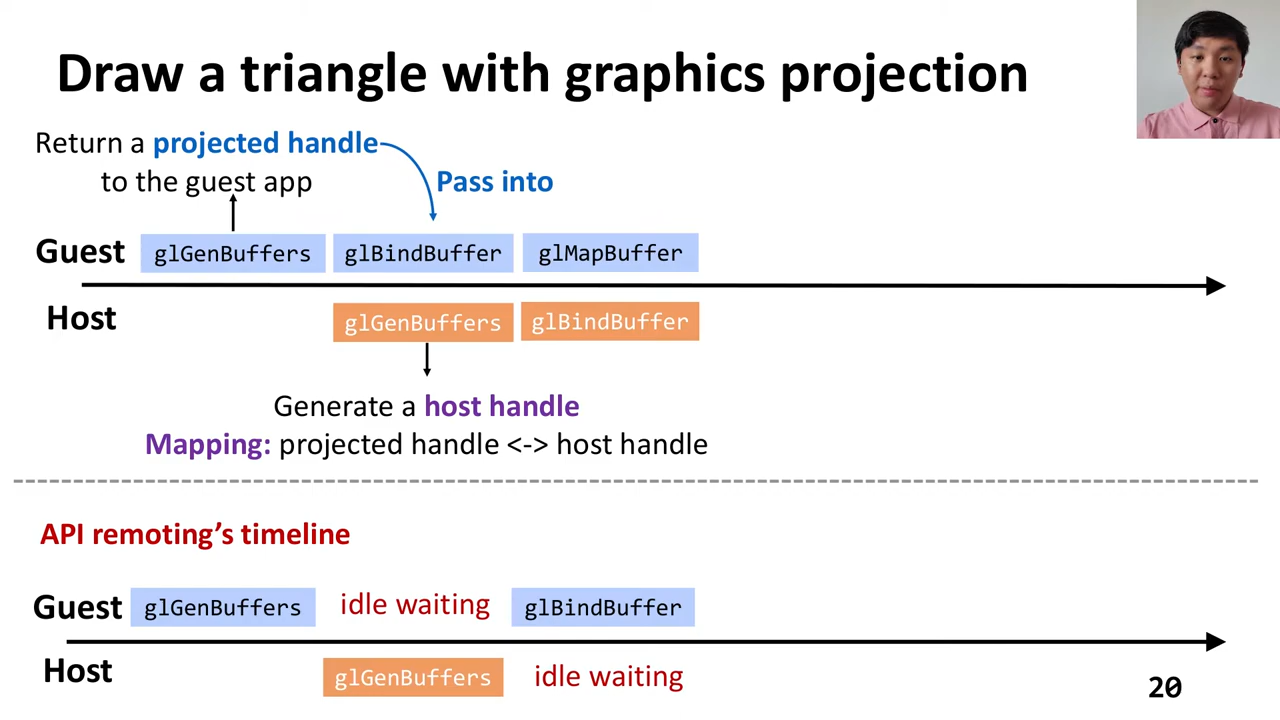 Draw a triangle with graphics projection
Return a projected handle
to the guest app
Pass into
Guest glGenBuffers glBindBuffer glMapBuffer
Host glGenBuffers glBindBuffer
Generate a host handle
Mapping: projected handle <-> host handle
API remoting’s timeline
Guest glGenBuffers idle waiting glBindBuffer
Host glGenBuffers idle waiting
20